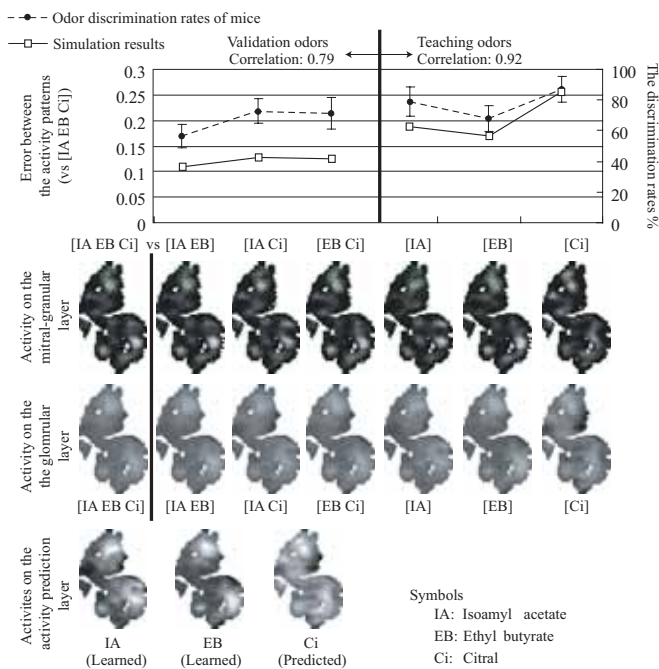 Odor discrimination rates of mice
Simulation results
Validation odors
Correlation: 0.79
Teaching odors
Correlation: 0.92
Error between
the activity patterns
(vs [IA EB Ci])
0.3
0.25
0.2
0.15
0.1
0.05
0
100
80
60
40
20
0
The discrimination
rates %
[IA EB Ci] vs [IA EB] [IA Ci] [EB Ci] [IA] [EB] [Ci]
Activity on the
mitral-granular
layer
Activity on the
glomrular
layer
[IA EB Ci] [IA EB] [IA Ci] [EB Ci] [IA] [EB] [Ci]
Activites on the
activity prediction
layer
IA
(Learned)
EB
(Learned)
Ci
(Predicted)
Symbols
IA: Isoamyl acetate
EB: Ethyl butyrate
Ci: Citral